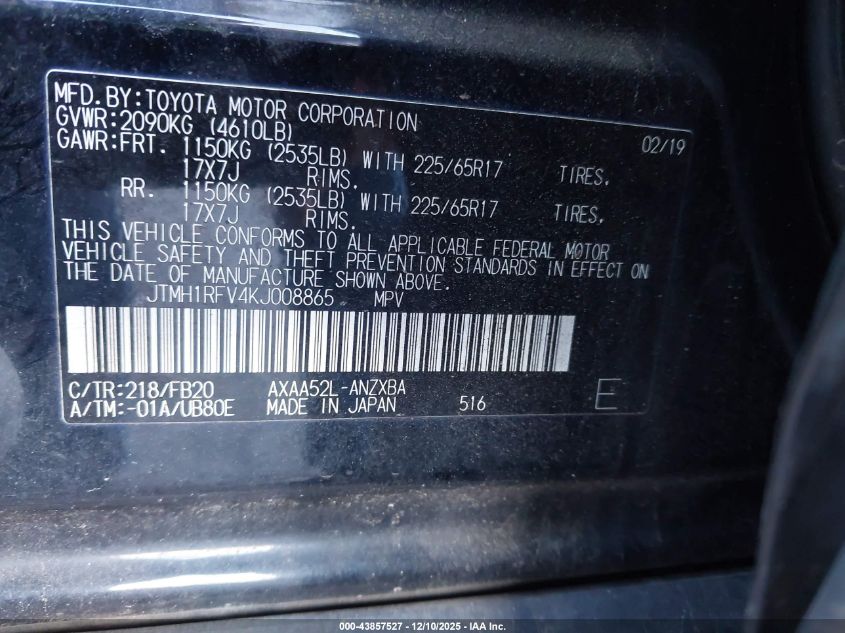 MFD.BY:TOYOTA MOTOR CORPORATION 02/19
GVWR:2090KG (4610LB)
GAWR:FRT. 1150KG (2535LB) WITH 225/65R17 TIRES,
17X7J RIMS.
RR. 1150KG (2535LB) WITH 225/65R17 TIRES,
17X7J RIMS.
THIS VEHICLE CONFORMS TO ALL APPLICABLE FEDERAL MOTOR
VEHICLE SAFETY AND THEFT PREVENTION STANDARDS IN EFFECT ON
THE DATE OF MANUFACTURE SHOWN ABOVE.
JTMH1RFV4KJ008865 MPV
C/TR:218/FB20 AXAA52L-ANZXBA
A/TM:-01A/UB80E MADE IN JAPAN 516 E
000-43857527 - 12/10/2025 - IAA Inc.